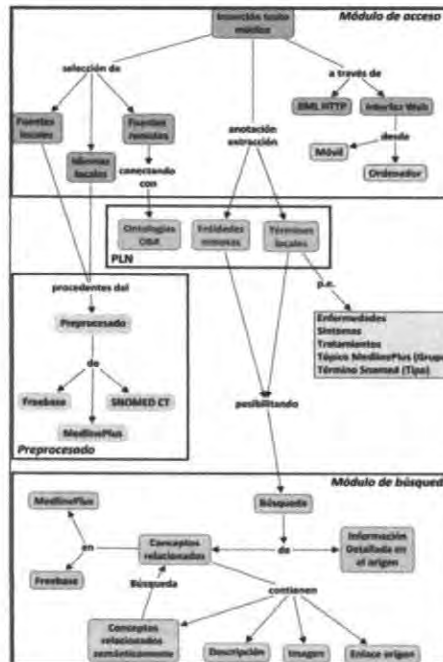 Módulo de acceso
Inserción texto
médico
selección de
a través de
Fuentes
locales
Fuentes
remotas
XML HTTP
Interfaz Web
Idiomas
locales
anotación
extracción
desde
Móvil
Ordenador
conectando
con
Ontologías
OBA
Entidades
Términos
locales
PLN
procedentes del
p.e.
Preprocesado
Enfermedades
Síntomas
Tratamientos
Tópico MedlinePlus (Grupo)
Término Snomed (Tipo)
de
Freebase
SNOMED CT
MedlinePlus
posibilitando
Preprocesado
Módulo de búsqueda
MedlinePlus
Búsqueda
en
Conceptos
relacionados
de
Información
Detallada en
el origen
Freebase
Búsqueda
contienen
Conceptos
relacionados
semánticamente
Descripción
Imagen
Enlace origen